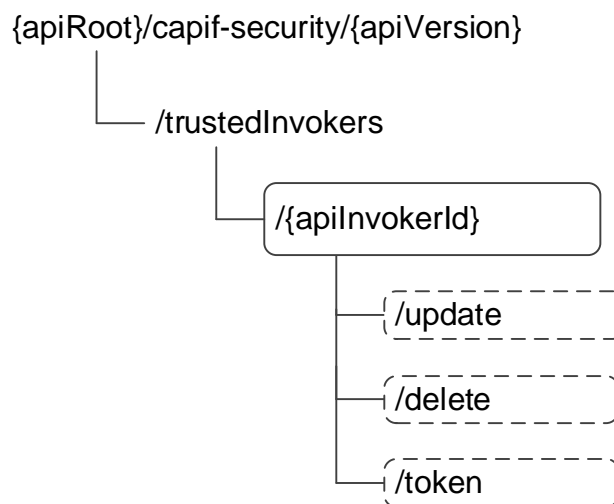 {apiRoot}/capif-security/{apiVersion}
/trustedInvokers
/{apiInvokerId}
/update
/delete
/token